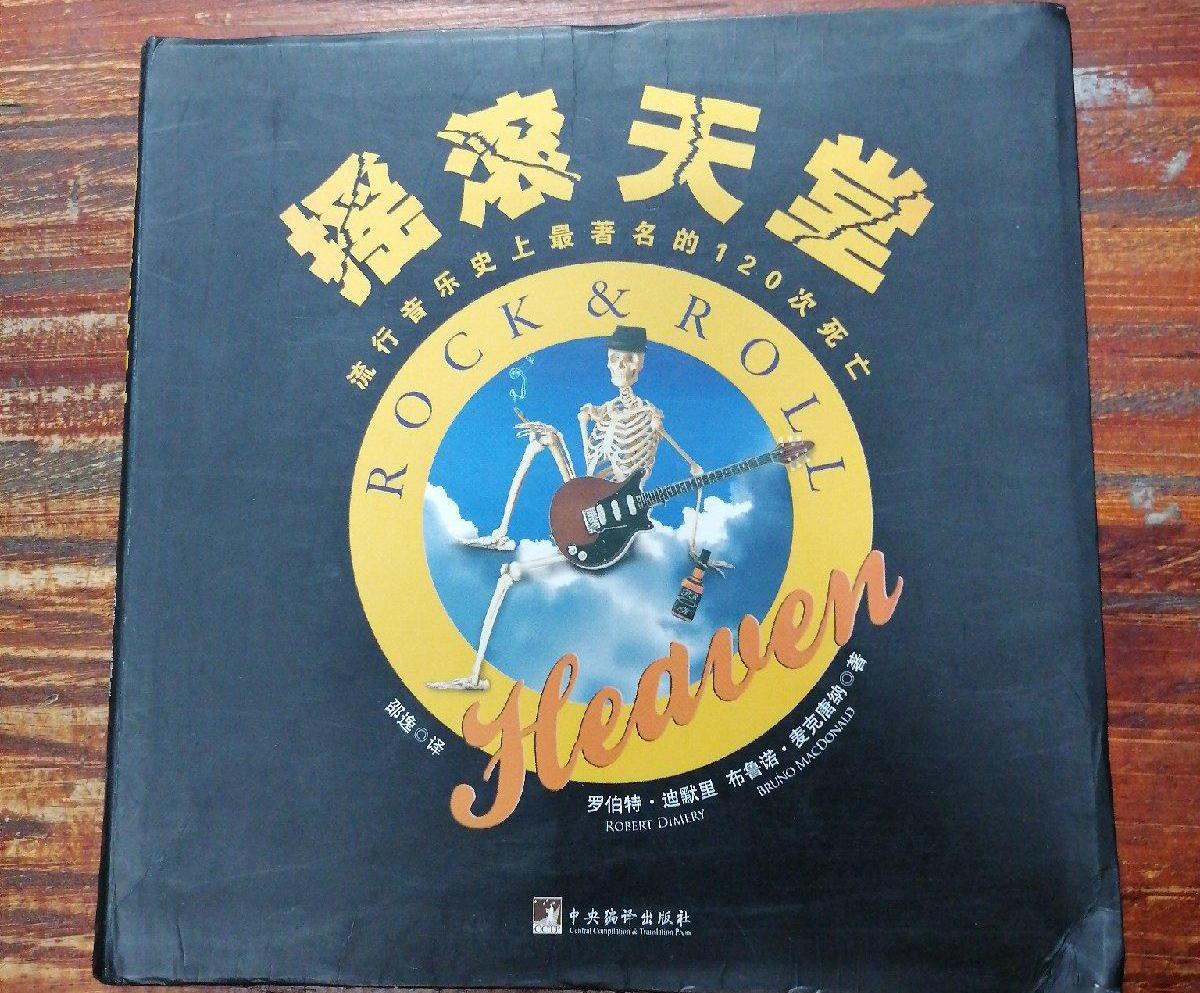 摇滚天堂
流行音乐史上最著名的120次死亡
ROCK & ROLL
Heaven
邵逸◎译
罗伯特·迪默里 布鲁诺·麦克唐纳◎著
ROBERT DIMERY BRUNO MACDONALD
中央编译出版社
CCTP Central Compilation & Translation Press